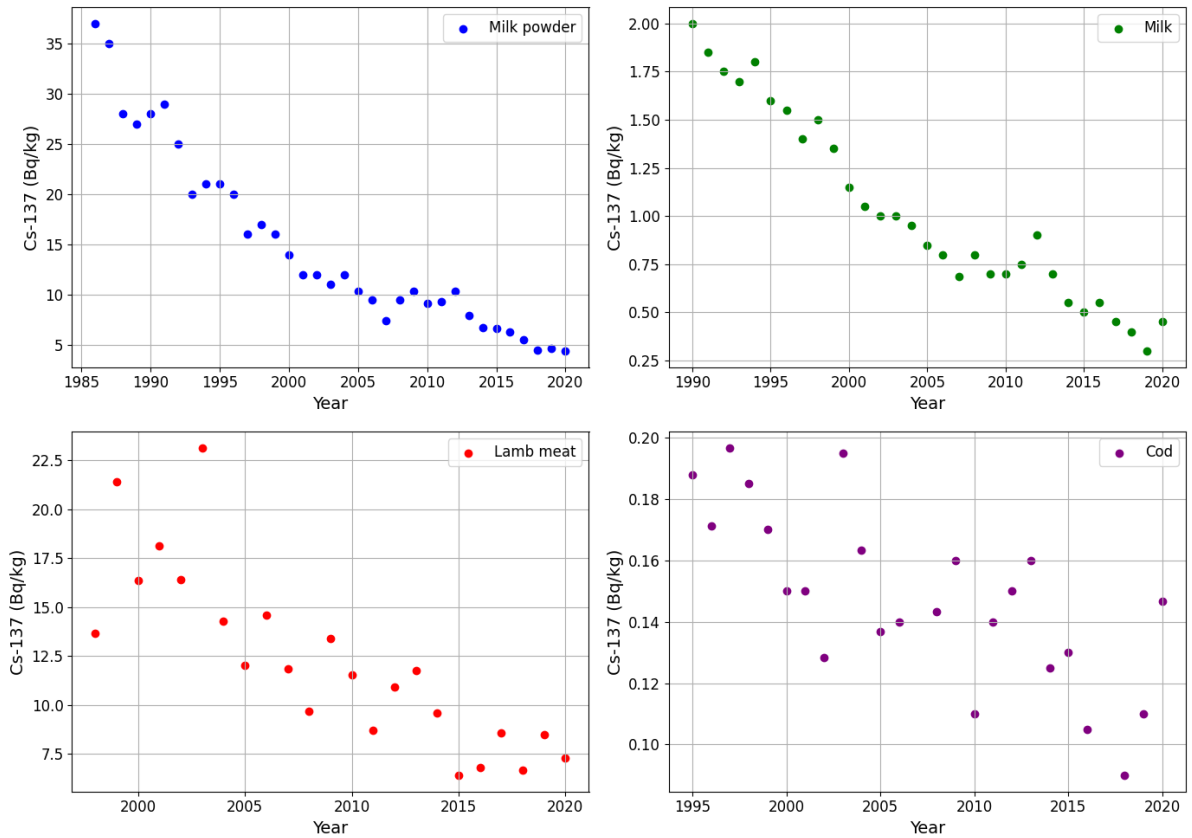 Cs-137 (Bq/kg)
35
30
25
20
15
10
5
Milk powder
1985 1990 1995 2000 2005 2010 2015 2020
Year
Cs-137 (Bq/kg)
2.00
1.75
1.50
1.25
1.00
0.75
0.50
0.25
Milk
1990 1995 2000 2005 2010 2015 2020
Year
Cs-137 (Bq/kg)
22.5
20.0
17.5
15.0
12.5
10.0
7.5
Lamb meat
2000 2005 2010 2015 2020
Year
Cs-137 (Bq/kg)
0.20
0.18
0.16
0.14
0.12
0.10
Cod
1995 2000 2005 2010 2015 2020
Year